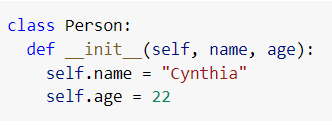 class Person:
  def __init__(self, name, age):
    self.name = "Cynthia"
    self.age = 22